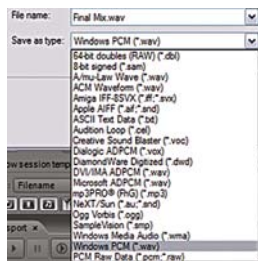 File name:
Final Mix.wav
Save as type:
Windows PCM (*.wav)
64-bit doubles (RAW) (*.dbl)
8-bit signed (*.sam)
A/mu-Law Wave (*.wav)
ACM Waveform (*.wav)
Amiga IFF-8SVX (*.iff;*.svx)
Apple AIFF (*.aif;*.snd)
ASCII Text Data (*.txt)
Audition Loop (*.cel)
Creative Sound Blaster (*.voc)
Dialogic ADPCM (*.vox)
DiamondWare Digitized (*.dwd)
DVI/IMA ADPCM (*.wav)
Microsoft ADPCM (*.wav)
mp3PRO® (FhG) (*.mp3)
NeXT/Sun (*.au;*.snd)
Ogg Vorbis (*.ogg)
SampleVision (*.smp)
Windows Media Audio (*.wma)
Windows PCM (*.wav)
PCM Raw Data (*.pcm;*.raw)
Filename